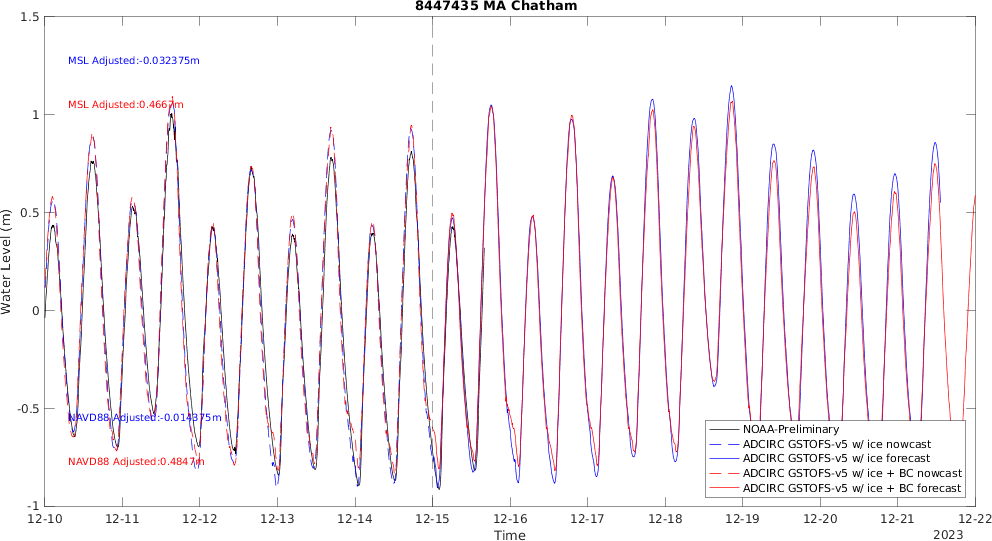 8447435 MA Chatham
1.5
1
0.5
0
-0.5
-1
Water Level (m)
MSL Adjusted:-0.032375m
MSL Adjusted:0.4667m
NAVD88 Adjusted:-0.014375m
NAVD88 Adjusted:0.4847m
NOAA-Preliminary
ADCIRC GSTOFS-v5 w/ ice nowcast
ADCIRC GSTOFS-v5 w/ ice forecast
ADCIRC GSTOFS-v5 w/ ice + BC nowcast
ADCIRC GSTOFS-v5 w/ ice + BC forecast
12-10 12-11 12-12 12-13 12-14 12-15 12-16 12-17 12-18 12-19 12-20 12-21 12-22
Time
2023